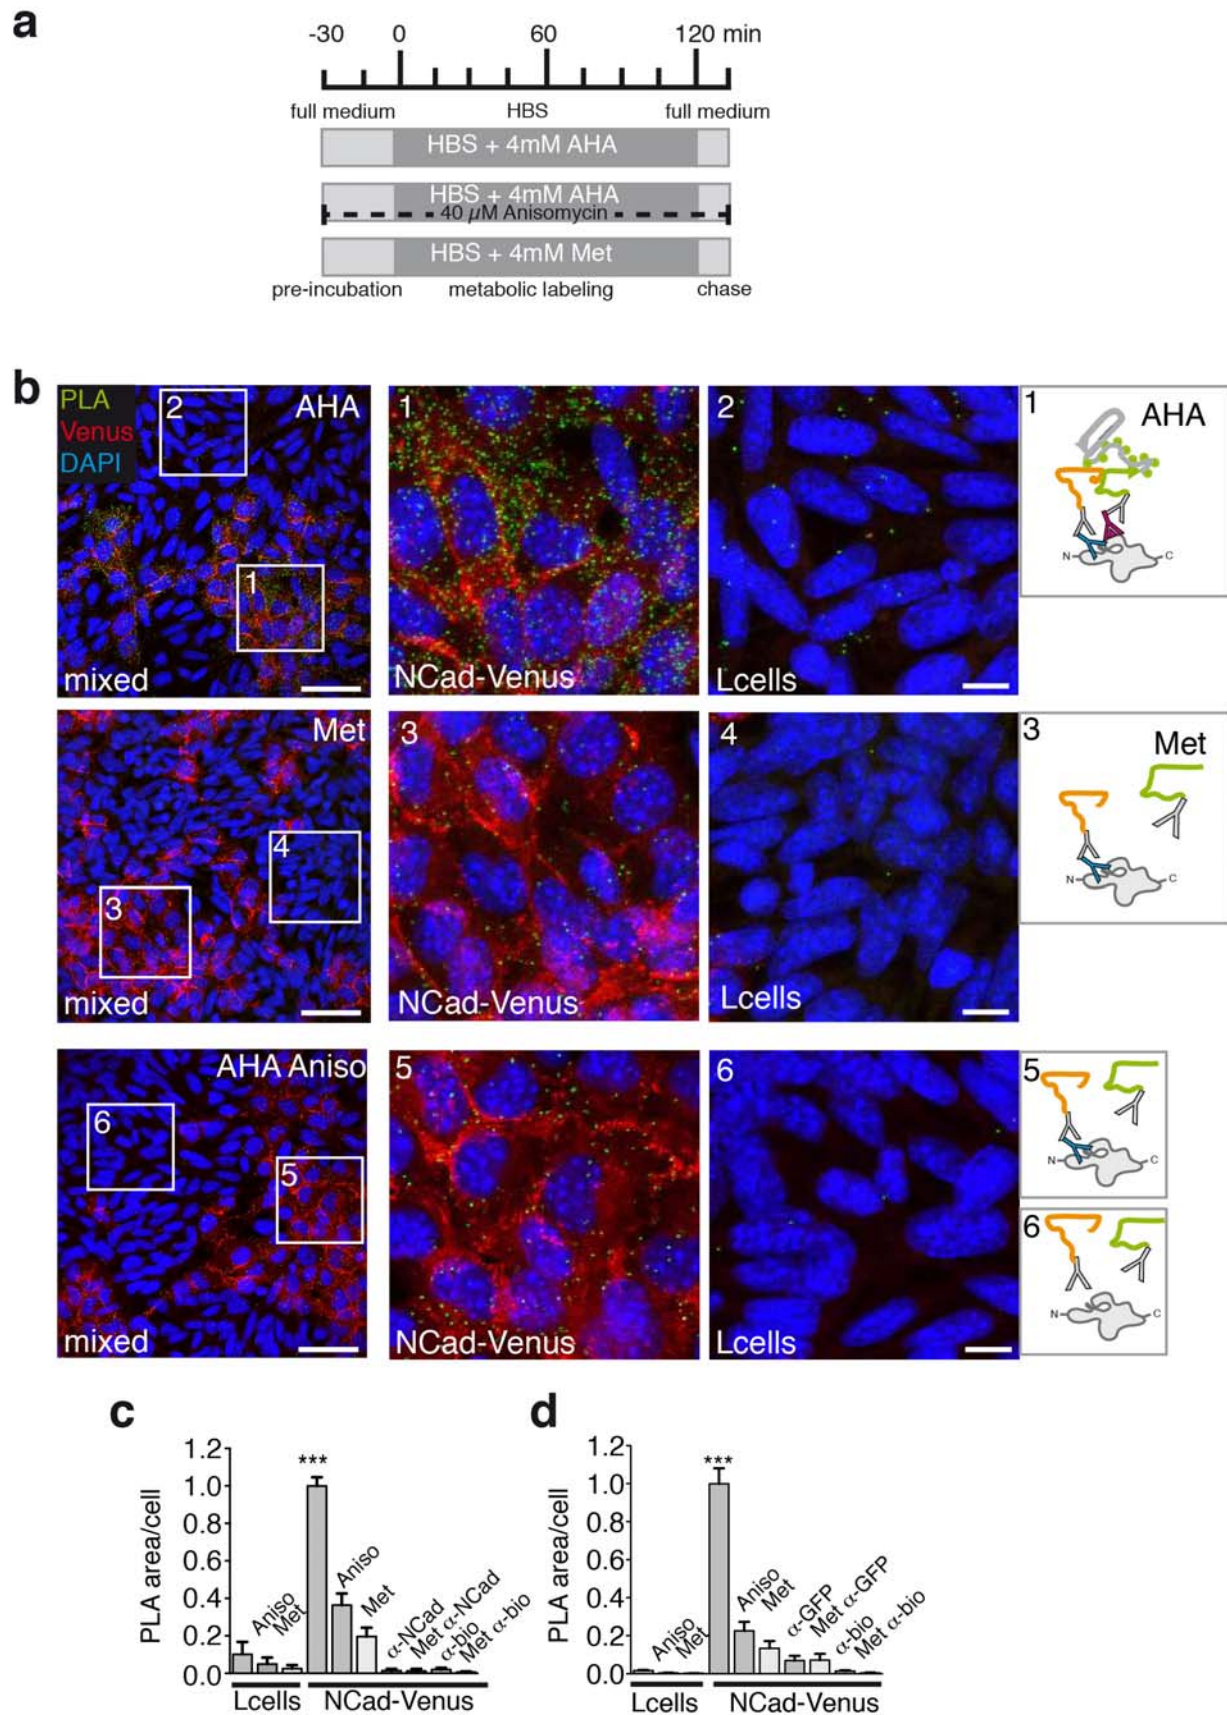 a
-30 0 60 120 min
full medium HBS full medium
HBS + 4mM AHA
HBS + 4mM AHA
40 µM Anisomycin
HBS + 4mM Met
pre-incubation metabolic labeling chase
b
PLA
Venus
DAPI
2
AHA
1
mixed
1
NCad-Venus
2
Lcells
1
AHA
N
C
Met
4
3
mixed
3
NCad-Venus
4
Lcells
3
Met
N
C
AHA Aniso
6
5
mixed
5
NCad-Venus
6
Lcells
5
N
C
6
N
C
c
PLA area/cell
1.2
1.0
0.8
0.6
0.4
0.2
0.0
Aniso
Met
***
Aniso
Met
α-NCad
Met α-NCad
α-bio
Met α-bio
Lcells NCad-Venus
d
PLA area/cell
1.2
1.0
0.8
0.6
0.4
0.2
0.0
Aniso
Met
***
Aniso
Met
α-GFP
Met α-GFP
α-bio
Met α-bio
Lcells NCad-Venus